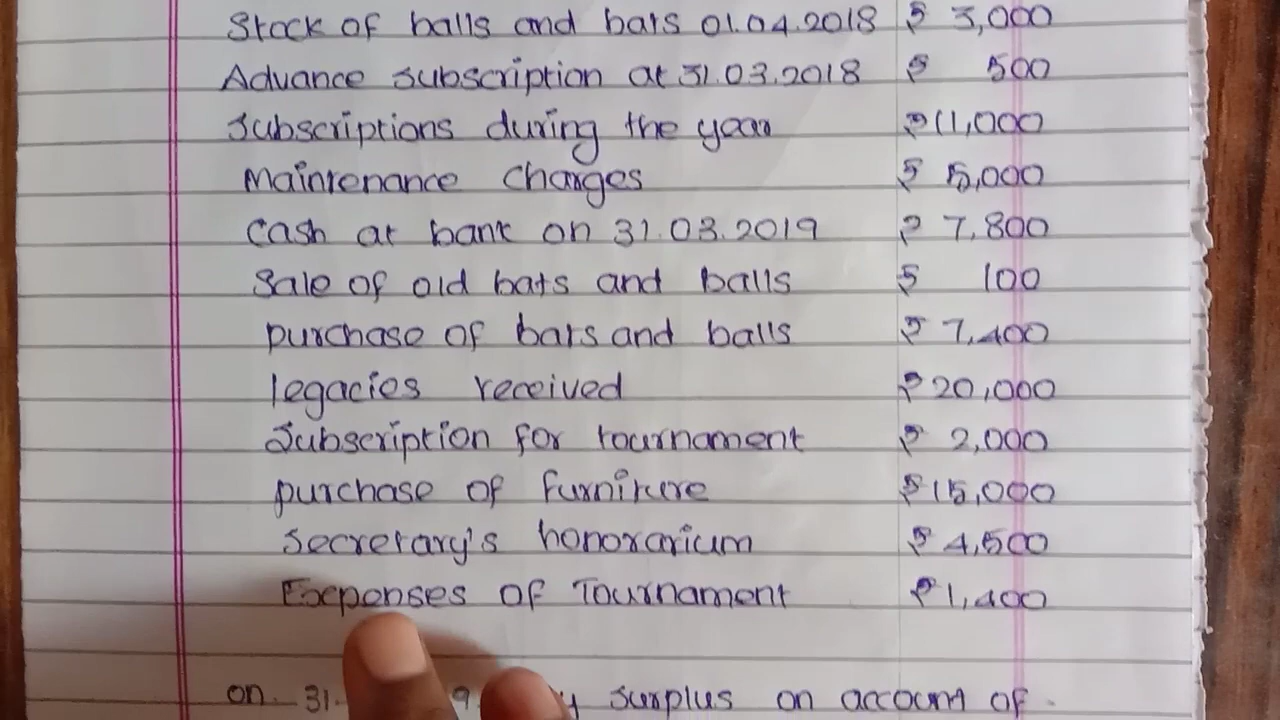 Stock of balls and bats 01.04.2018 ₹ 3,000
Advance subscription at 31.03.2018 ₹ 500
Subscriptions during the year ₹11,000
Maintenance charges ₹ 5,000
Cash at bank on 31.03.2019 ₹ 7,800
Sale of old bats and balls ₹ 100
purchase of bats and balls ₹ 7,400
legacies received ₹20,000
Subscription for tournament ₹ 2,000
purchase of furniture ₹15,000
Secretary's honorarium ₹ 4,500
Expenses of Tournament ₹1,400
on 31. 9 surplus on account of